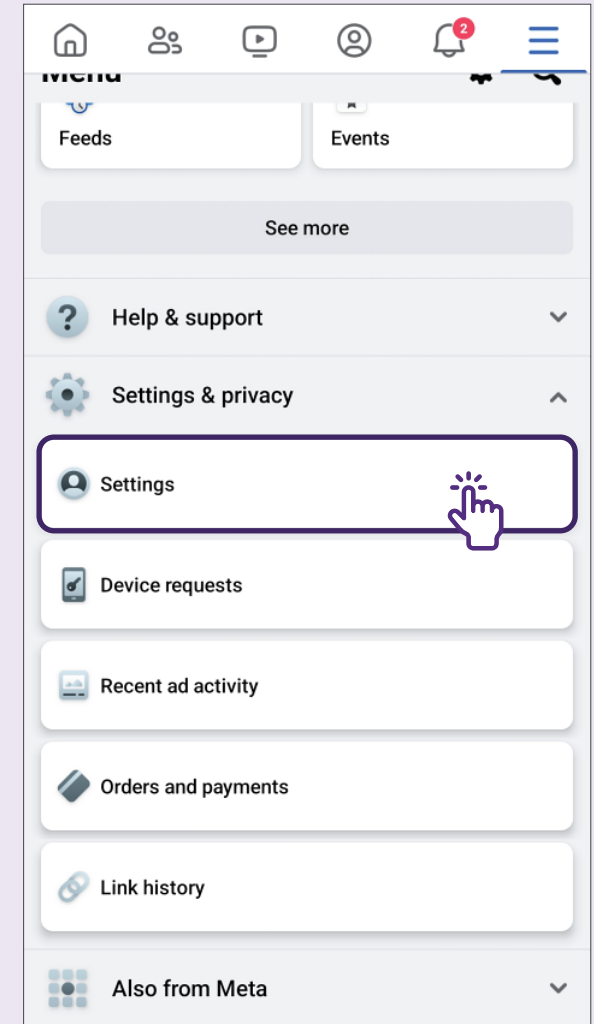 2
Menu
Feeds
Events
See more
Help & support
Settings & privacy
Settings
Device requests
Recent ad activity
Orders and payments
Link history
Also from Meta